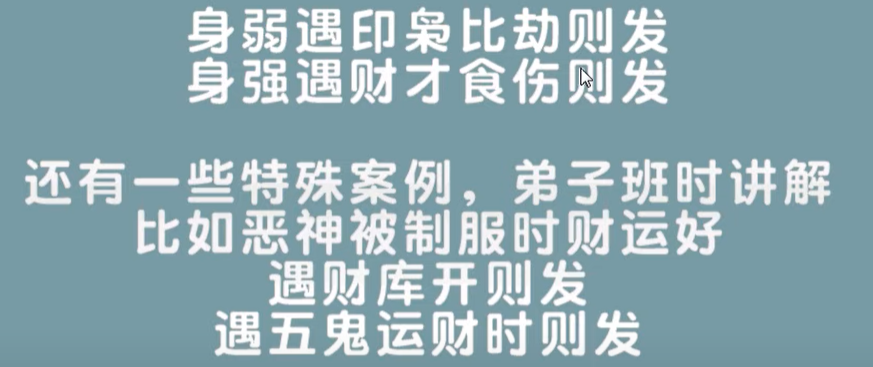 身弱遇印枭比劫则发
身强遇财才食伤则发
还有一些特殊案例，弟子班时讲解
比如恶神被制服时财运好
遇财库开则发
遇五鬼运财时则发